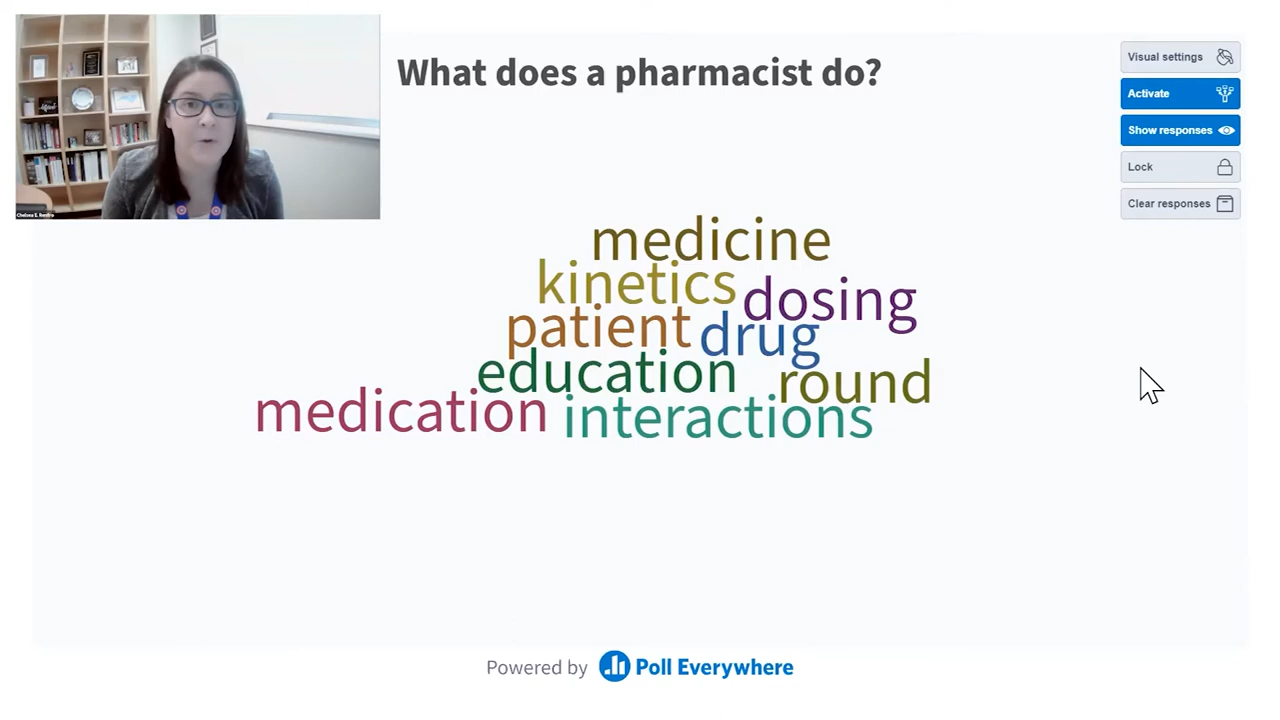 What does a pharmacist do?
Visual settings
Activate
Show responses
Lock
Clear responses
medicine
kinetics
dosing
patient
drug
education
round
medication
interactions
Powered by Poll Everywhere